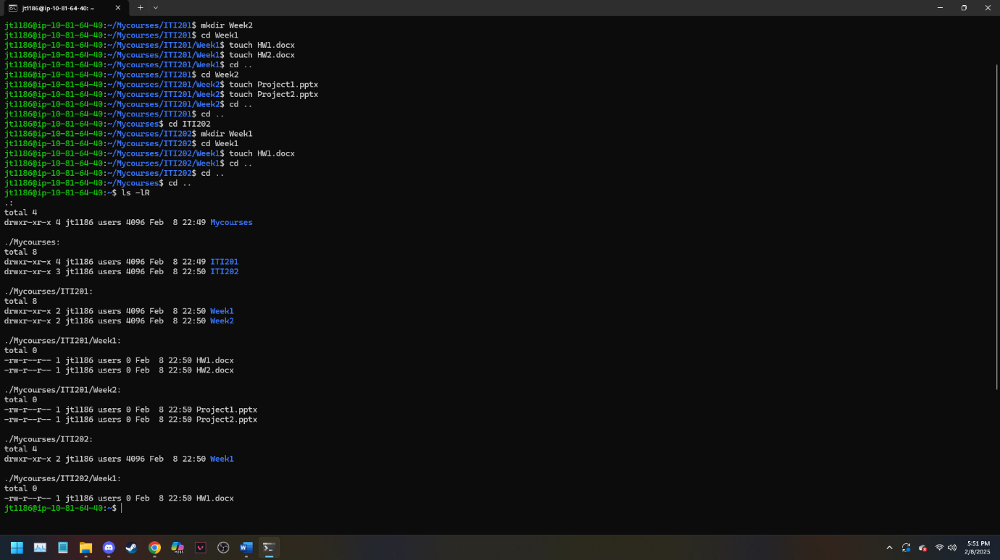 jt1186@ip-10-81-64-40: ~
jt1186@ip-10-81-64-40:~/Mycourses/ITI201$ mkdir Week2
jt1186@ip-10-81-64-40:~/Mycourses/ITI201$ cd Week1
jt1186@ip-10-81-64-40:~/Mycourses/ITI201/Week1$ touch HW1.docx
jt1186@ip-10-81-64-40:~/Mycourses/ITI201/Week1$ touch HW2.docx
jt1186@ip-10-81-64-40:~/Mycourses/ITI201/Week1$ cd ..
jt1186@ip-10-81-64-40:~/Mycourses/ITI201$ cd Week2
jt1186@ip-10-81-64-40:~/Mycourses/ITI201/Week2$ touch Project1.pptx
jt1186@ip-10-81-64-40:~/Mycourses/ITI201/Week2$ touch Project2.pptx
jt1186@ip-10-81-64-40:~/Mycourses/ITI201/Week2$ cd ..
jt1186@ip-10-81-64-40:~/Mycourses/ITI201$ cd ..
jt1186@ip-10-81-64-40:~/Mycourses$ cd ITI202
jt1186@ip-10-81-64-40:~/Mycourses/ITI202$ mkdir Week1
jt1186@ip-10-81-64-40:~/Mycourses/ITI202$ cd Week1
jt1186@ip-10-81-64-40:~/Mycourses/ITI202/Week1$ touch HW1.docx
jt1186@ip-10-81-64-40:~/Mycourses/ITI202/Week1$ cd ..
jt1186@ip-10-81-64-40:~/Mycourses/ITI202$ cd ..
jt1186@ip-10-81-64-40:~/Mycourses$ cd ..
jt1186@ip-10-81-64-40:~$ ls -lR
.:
total 4
drwxr-xr-x 4 jt1186 users 4096 Feb  8 22:49 Mycourses

./Mycourses:
total 8
drwxr-xr-x 4 jt1186 users 4096 Feb  8 22:49 ITI201
drwxr-xr-x 3 jt1186 users 4096 Feb  8 22:50 ITI202

./Mycourses/ITI201:
total 8
drwxr-xr-x 2 jt1186 users 4096 Feb  8 22:50 Week1
drwxr-xr-x 2 jt1186 users 4096 Feb  8 22:50 Week2

./Mycourses/ITI201/Week1:
total 0
-rw-r--r-- 1 jt1186 users 0 Feb  8 22:50 HW1.docx
-rw-r--r-- 1 jt1186 users 0 Feb  8 22:50 HW2.docx

./Mycourses/ITI201/Week2:
total 0
-rw-r--r-- 1 jt1186 users 0 Feb  8 22:50 Project1.pptx
-rw-r--r-- 1 jt1186 users 0 Feb  8 22:50 Project2.pptx

./Mycourses/ITI202:
total 4
drwxr-xr-x 2 jt1186 users 4096 Feb  8 22:50 Week1

./Mycourses/ITI202/Week1:
total 0
-rw-r--r-- 1 jt1186 users 0 Feb  8 22:50 HW1.docx
jt1186@ip-10-81-64-40:~$
5:51 PM
2/8/2025